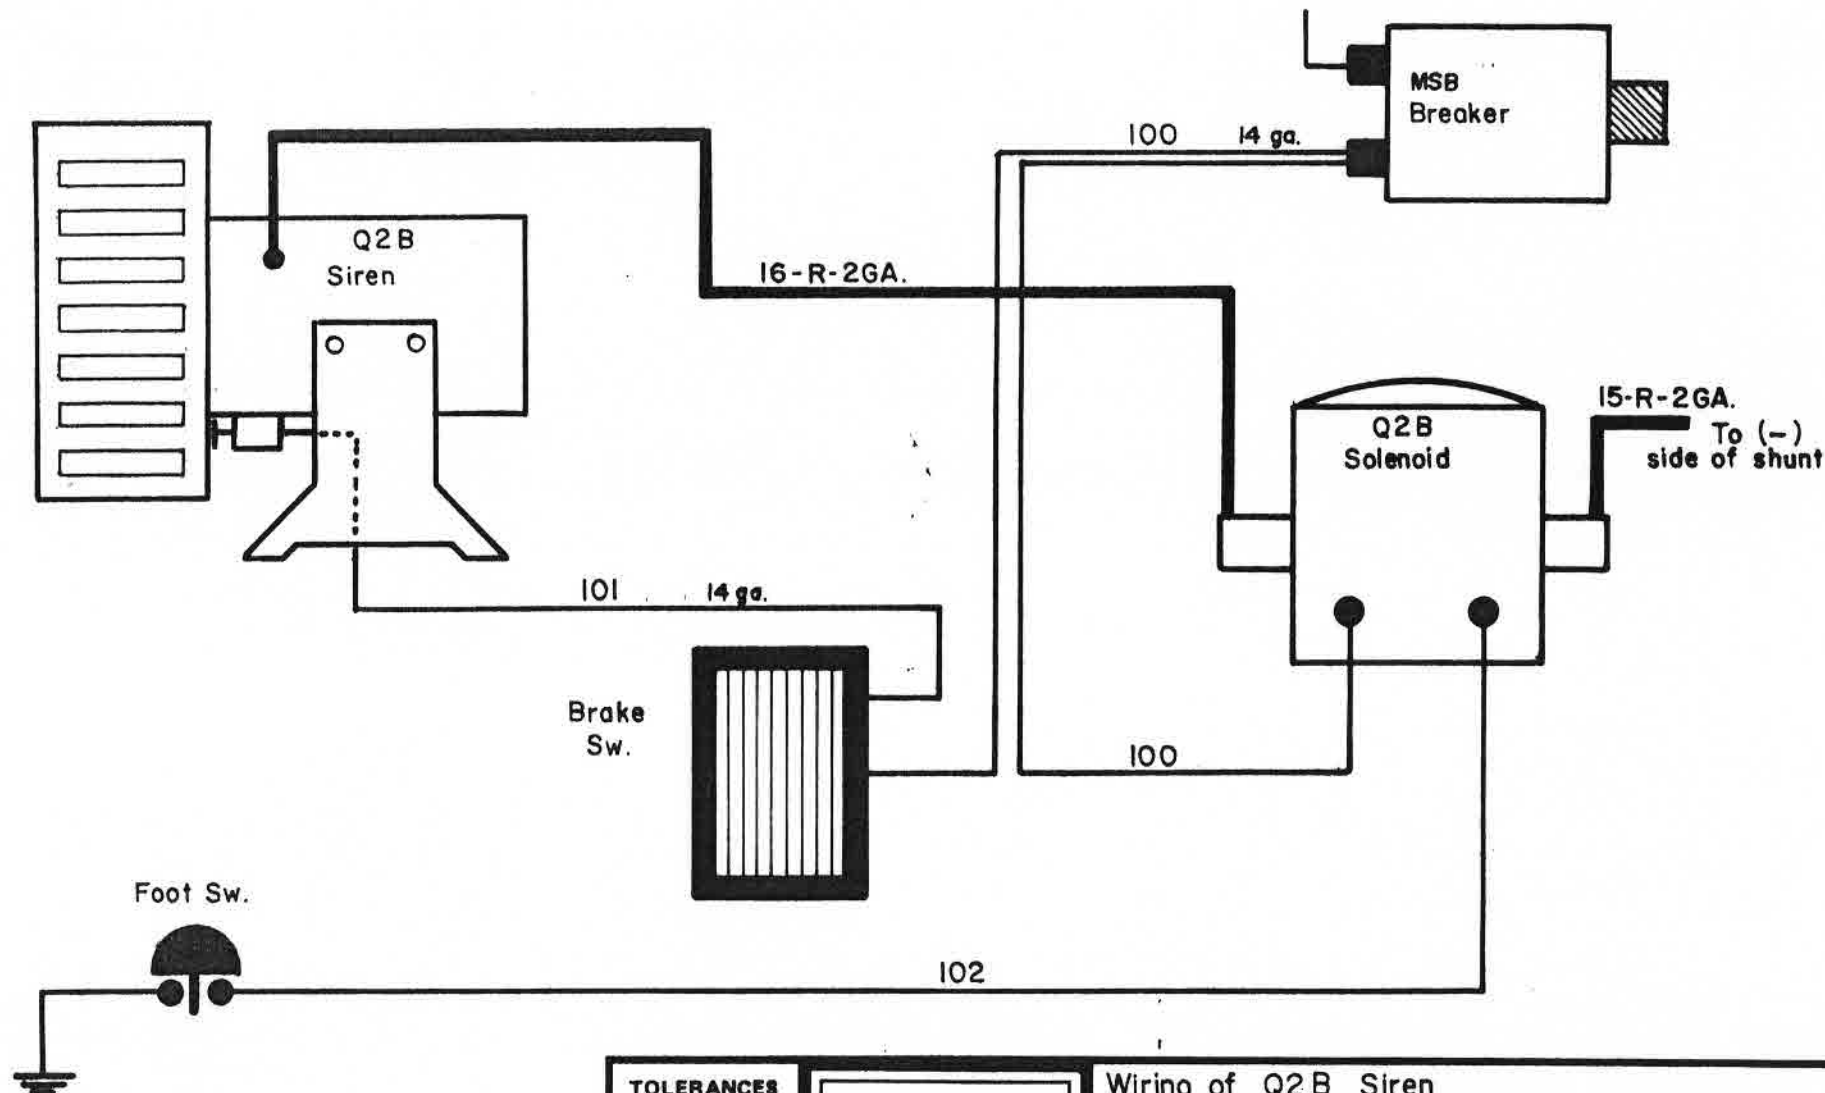 MSB
Breaker
100 14 ga.
Q2B
Siren
16-R-2GA.
15-R-2GA.
To (-)
side of shunt
Q2B
Solenoid
101 14 ga.
Brake
Sw.
100
Foot Sw.
102
TOLERANCES
Wiring of Q2B Siren